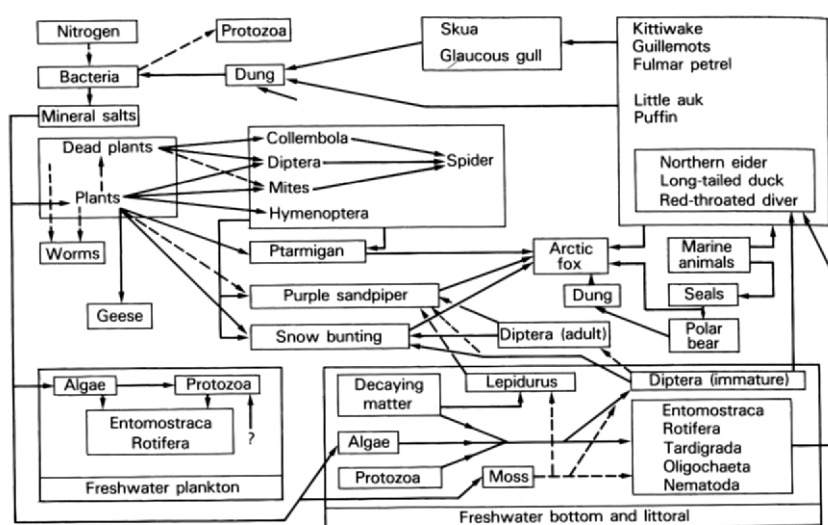 Nitrogen
Protozoa
Skua
Glaucous gull
Kittiwake
Guillemots
Fulmar petrel
Little auk
Puffin
Bacteria
Dung
Mineral salts
Dead plants
Plants
Collembola
Diptera
Mites
Hymenoptera
Spider
Northern eider
Long-tailed duck
Red-throated diver
Worms
Ptarmigan
Arctic
fox
Marine
animals
Geese
Purple sandpiper
Dung
Seals
Snow bunting
Diptera (adult)
Polar
bear
Algae
Protozoa
Entomostraca
Rotifera
?
Freshwater plankton
Decaying
matter
Lepidurus
Diptera (immature)
Algae
Protozoa
Moss
Entomostraca
Rotifera
Tardigrada
Oligochaeta
Nematoda
Freshwater bottom and littoral